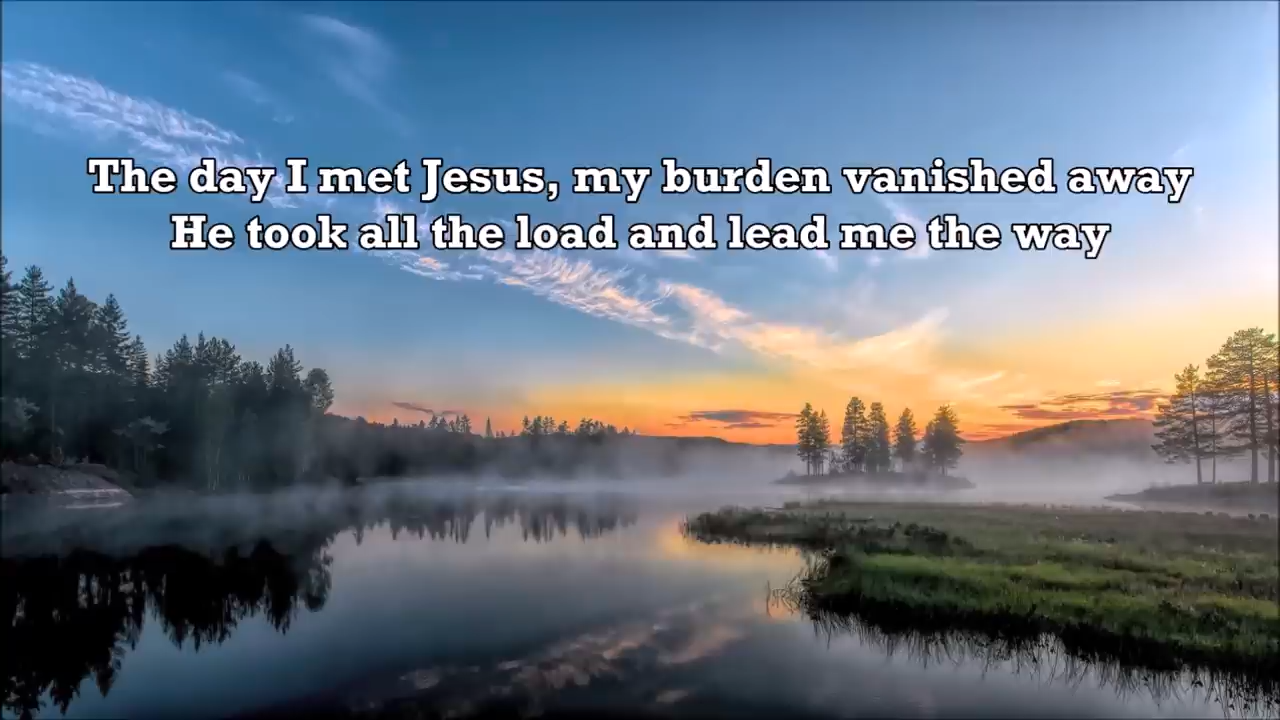 The day I met Jesus, my burden vanished away
He took all the load and lead me the way